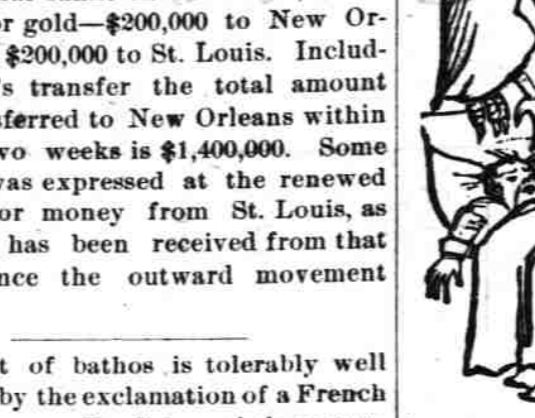 or gold—$200,000 to New Or-
$200,000 to St. Louis. Includ-
's transfer the total amount
sferred to New Orleans within
wo weeks is $1,400,000. Some
was expressed at the renewed
for money from St. Louis, as
has been received from that
nce the outward movement
t of bathos is tolerably well
by the exclamation of a French